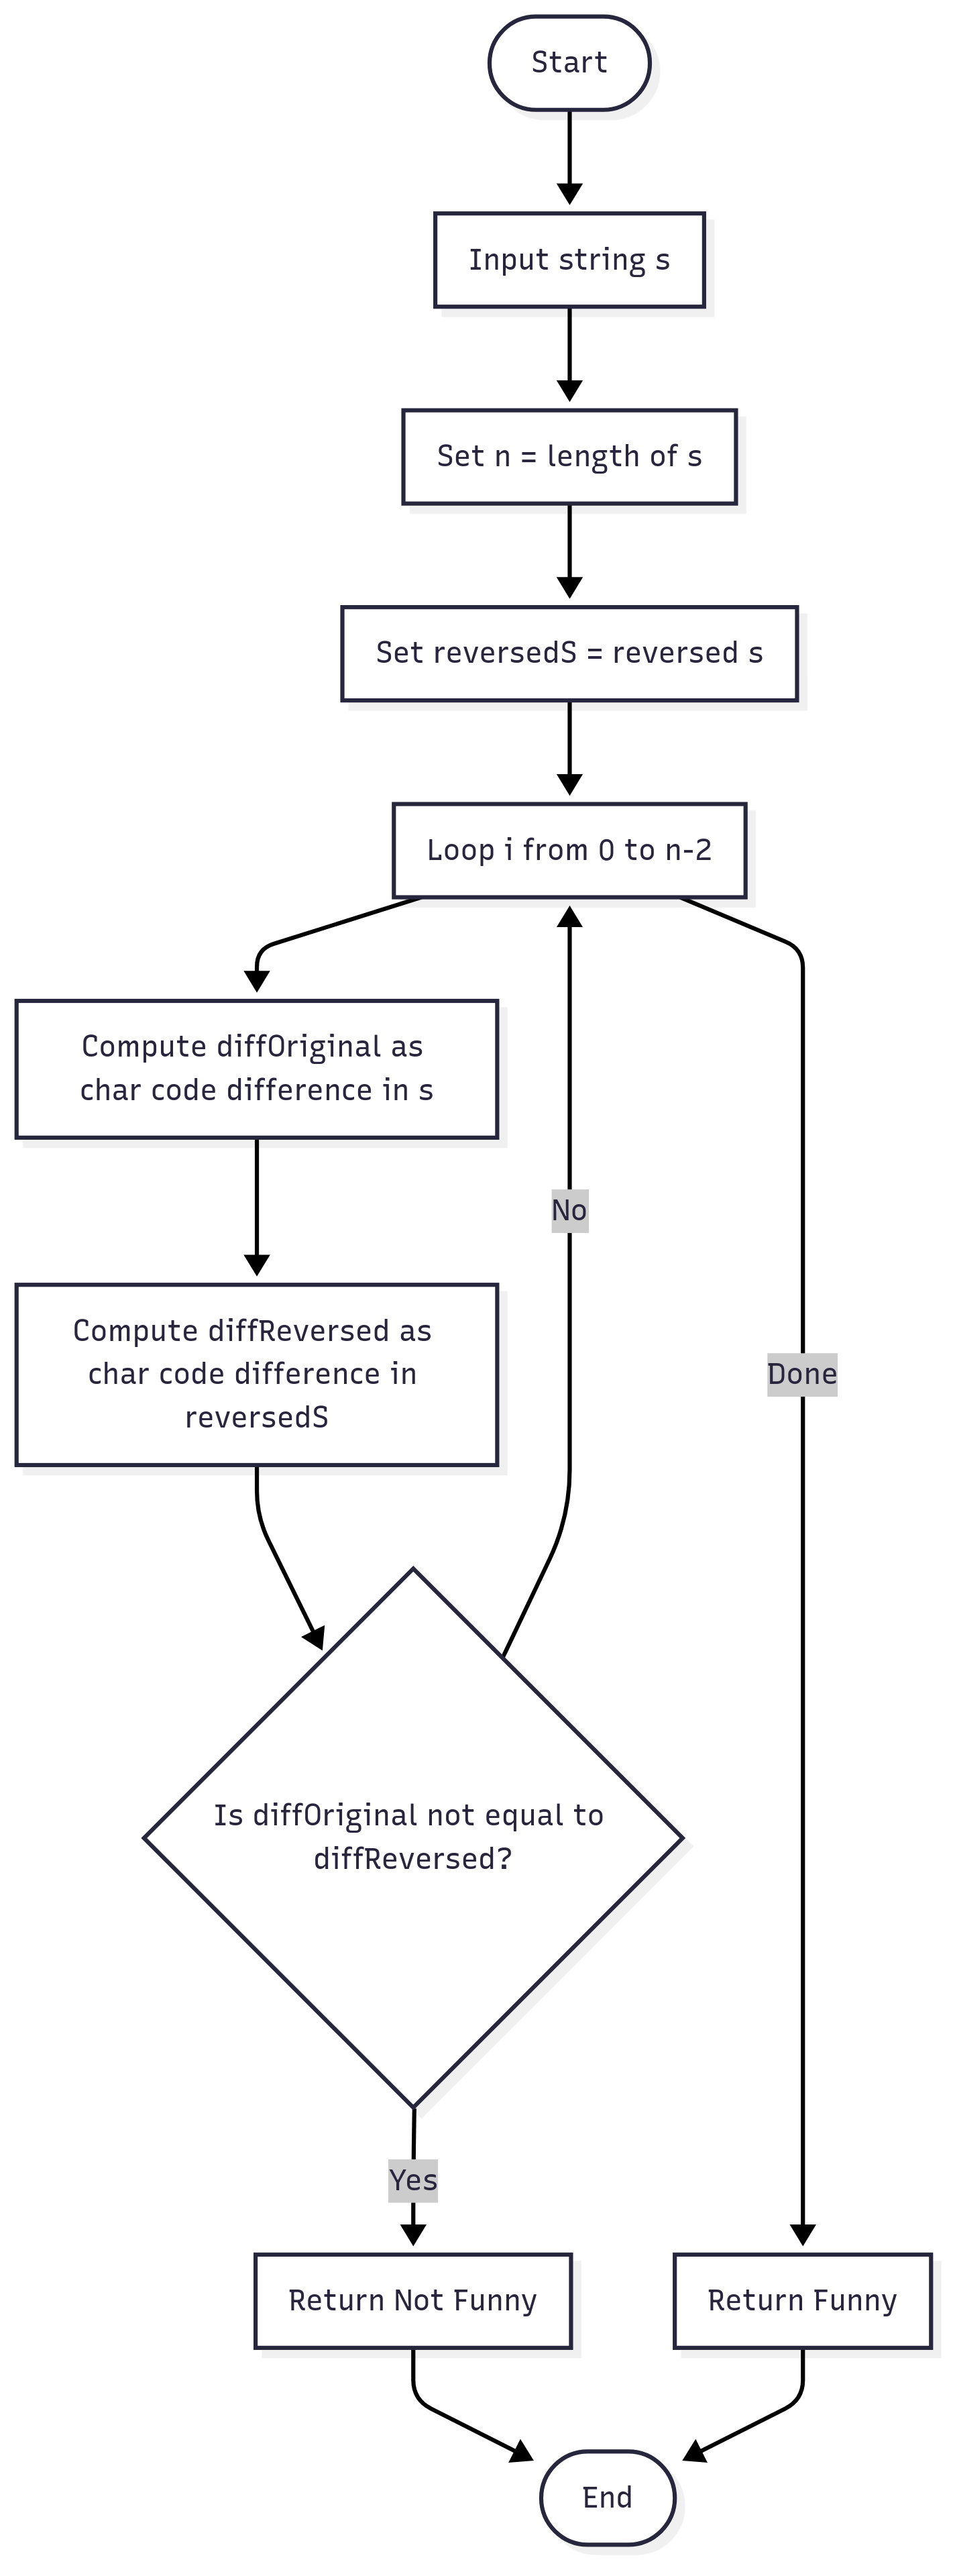 Start
Input string s
Set n = length of s
Set reversedS = reversed s
Loop i from 0 to n-2
Compute diffOriginal as
char code difference in s
No
Compute diffReversed as
char code difference in
reversedS
Done
Is diffOriginal not equal to
diffReversed?
Yes
Return Not Funny
Return Funny
End